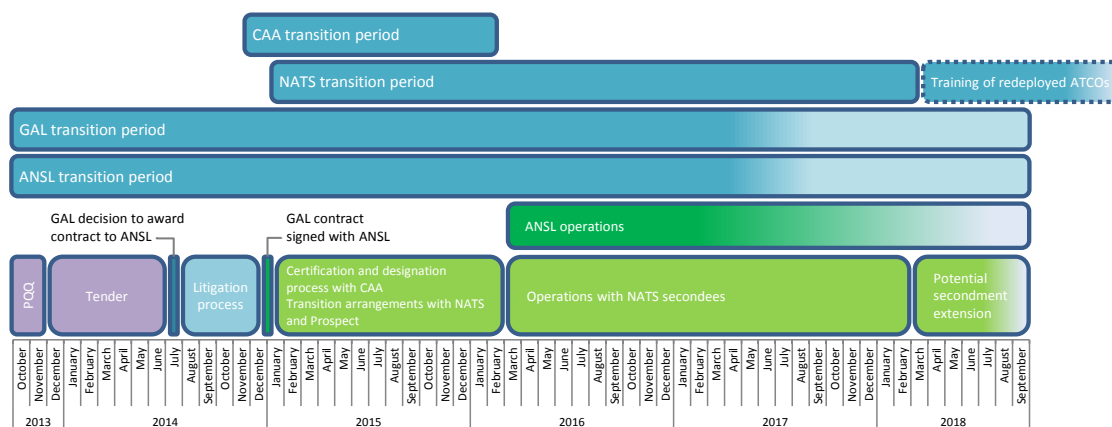 CAA transition period
NATS transition period
Training of redeployed ATCOs
GAL transition period
ANSL transition period
GAL decision to award
contract to ANSL
GAL contract
signed with ANSL
ANSL operations
PQQ
Tender
Litigation
process
Certification and designation
process with CAA
Transition arrangements with NATS
and Prospect
Operations with NATS secondees
Potential
secondment
extension
October
November
December
January
February
March
April
May
June
July
August
September
October
November
December
January
February
March
April
May
June
July
August
September
October
November
December
January
February
March
April
May
June
July
August
September
October
November
December
January
February
March
April
May
June
July
August
September
October
November
December
January
February
March
April
May
June
July
August
September
2013
2014
2015
2016
2017
2018